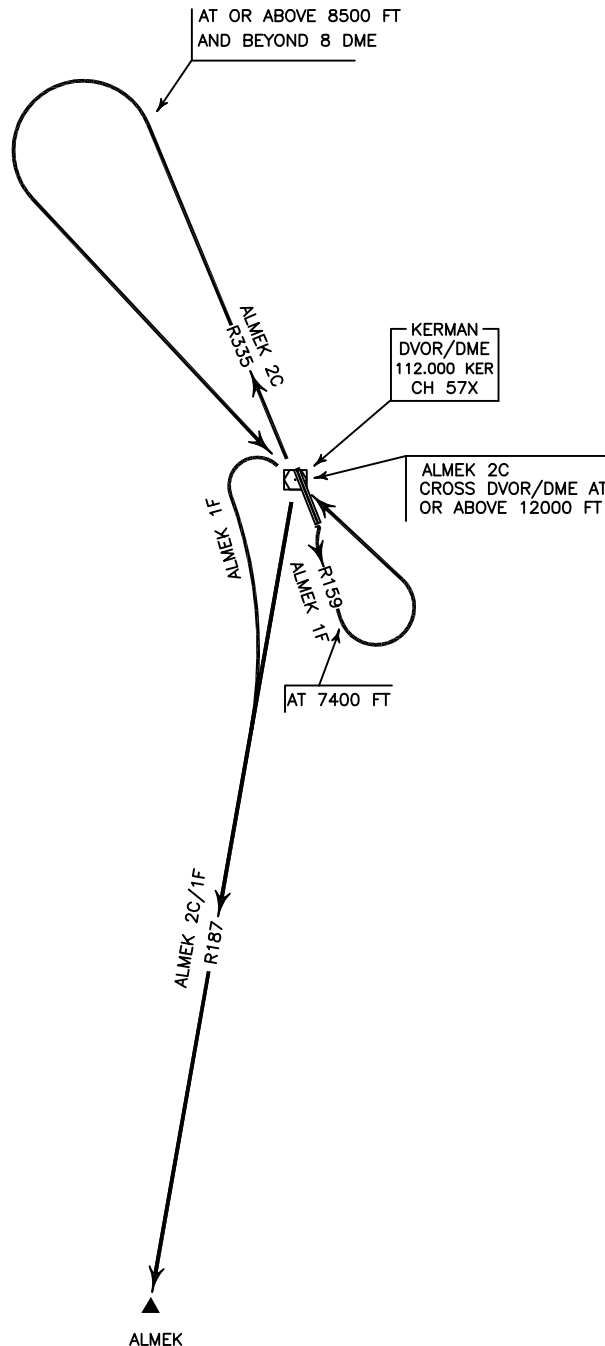 AT OR ABOVE 8500 FT
AND BEYOND 8 DME
ALMEK 2C
R335
KERMAN
DVOR/DME
112.000 KER
CH 57X
ALMEK 2C
CROSS DVOR/DME AT
OR ABOVE 12000 FT
ALMEK 1F
R159
ALMEK 1F
AT 7400 FT
ALMEK 2C/1F
R187
ALMEK